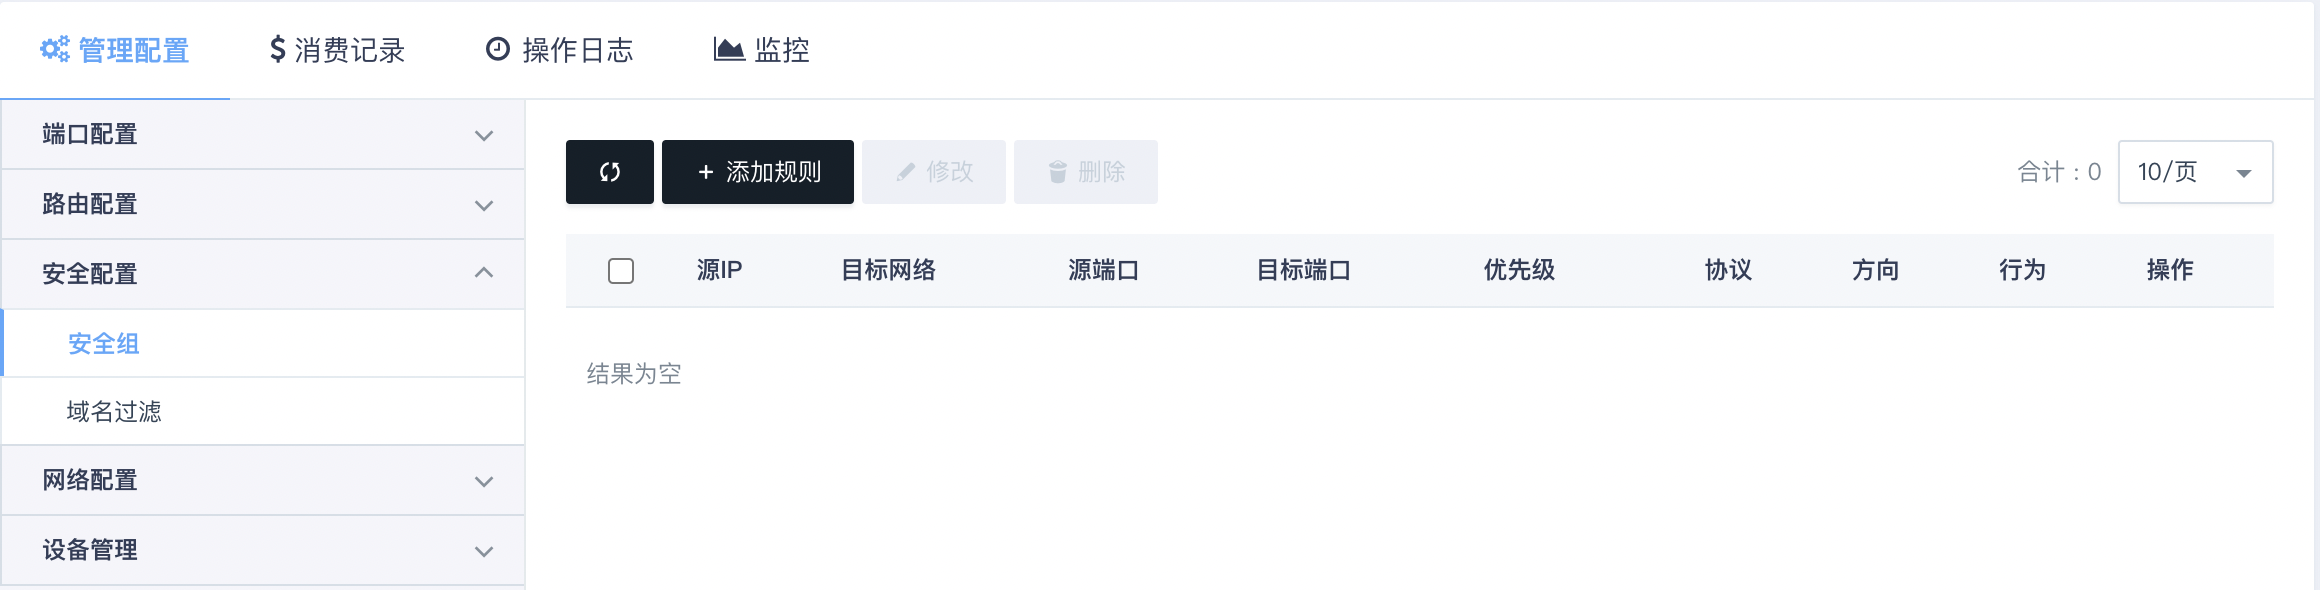 管理配置 消费记录 操作日志 监控
端口配置
路由配置
安全配置
安全组
域名过滤
网络配置
设备管理
+ 添加规则 修改 删除 合计：0 10/页
源IP 目标网络 源端口 目标端口 优先级 协议 方向 行为 操作
结果为空